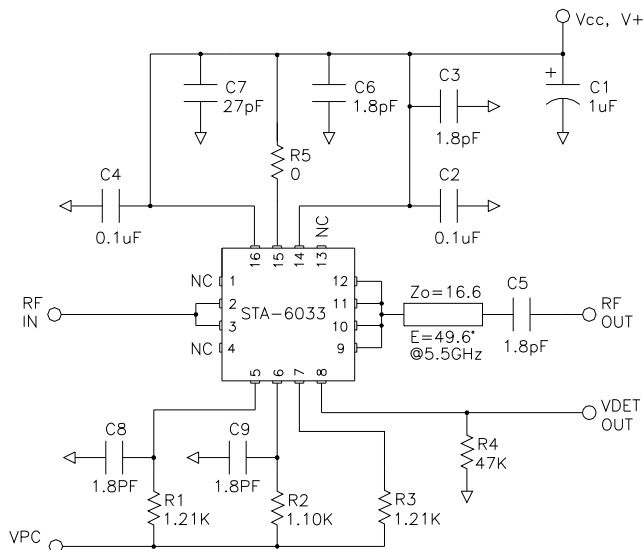 Vcc, V+
C7
27pF
C6
1.8pF
C3
1.8pF
+
C1
1uF
R5
0
C4
0.1uF
C2
0.1uF
NC
16
15
14
13
NC
1
12
2
11
STA-6033
3
10
NC
4
9
5
6
7
8
RF
IN
Zo=16.6
E=49.6°
@5.5GHz
C5
1.8pF
RF
OUT
VDET
OUT
C8
1.8PF
C9
1.8PF
R4
47K
R1
1.21K
R2
1.10K
R3
1.21K
VPC